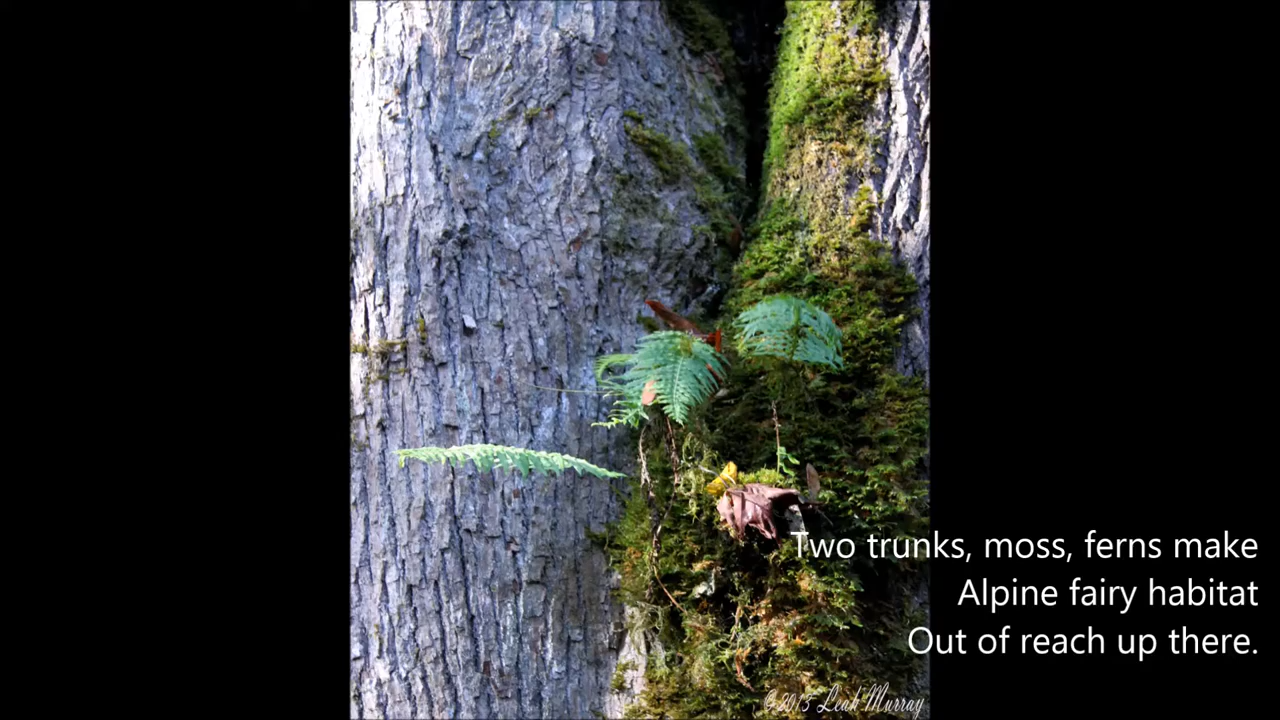 Two trunks, moss, ferns make
Alpine fairy habitat
Out of reach up there.
© 2013 Leah Murray